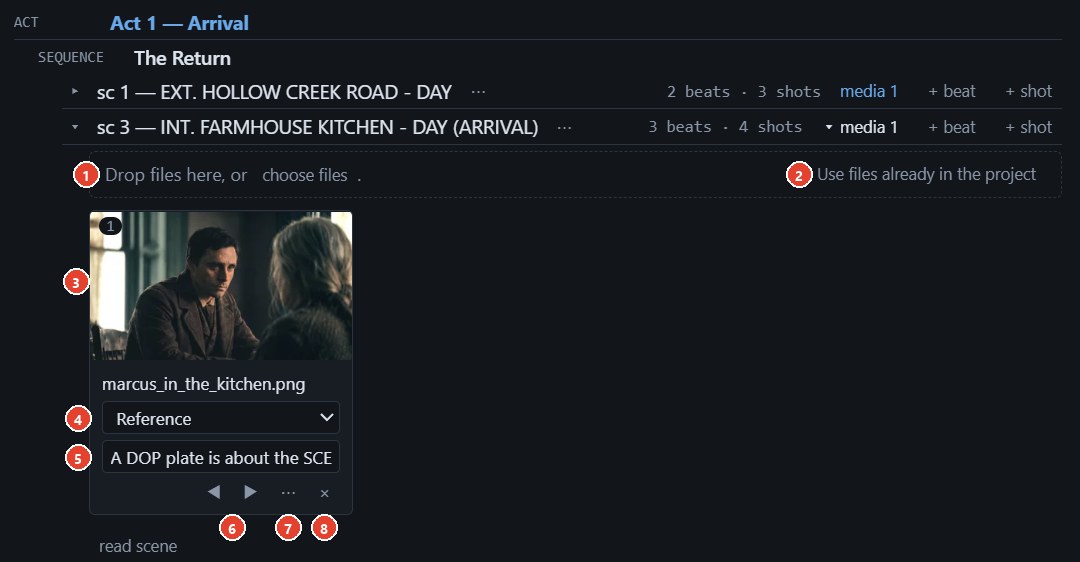 ACT Act 1 — Arrival
SEQUENCE The Return
sc 1 — EXT. HOLLOW CREEK ROAD - DAY ... 2 beats · 3 shots media 1 + beat + shot
sc 3 — INT. FARMHOUSE KITCHEN - DAY (ARRIVAL) ... 3 beats · 4 shots media 1 + beat + shot
1 Drop files here, or choose files . 2 Use files already in the project
1
3
marcus_in_the_kitchen.png
4 Reference
5 A DOP plate is about the SCE
... ×
6 7 8
read scene